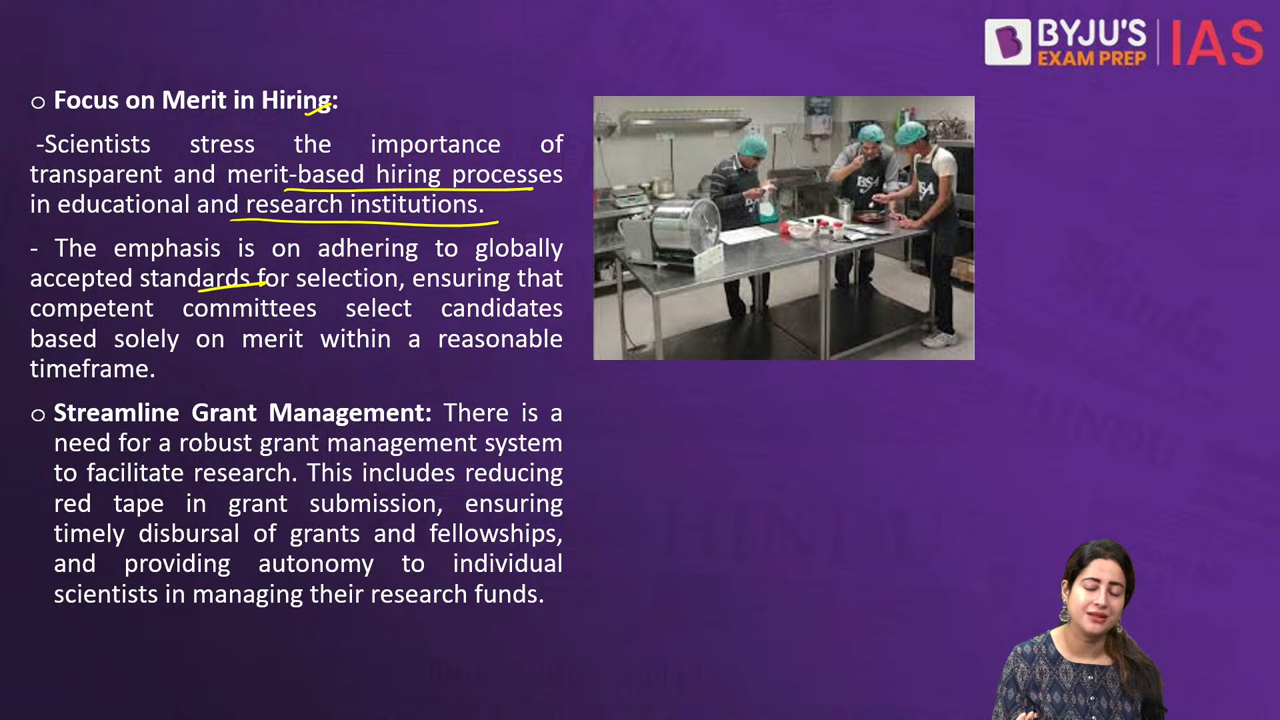 BYJU'S
EXAM PREP
IAS
o Focus on Merit in Hiring:
-Scientists stress the importance of
transparent and merit-based hiring processes
in educational and research institutions.
- The emphasis is on adhering to globally
accepted standards for selection, ensuring that
competent committees select candidates
based solely on merit within a reasonable
timeframe.
o Streamline Grant Management: There is a
need for a robust grant management system
to facilitate research. This includes reducing
red tape in grant submission, ensuring
timely disbursal of grants and fellowships,
and providing autonomy to individual
scientists in managing their research funds.
HINDU
HINDU